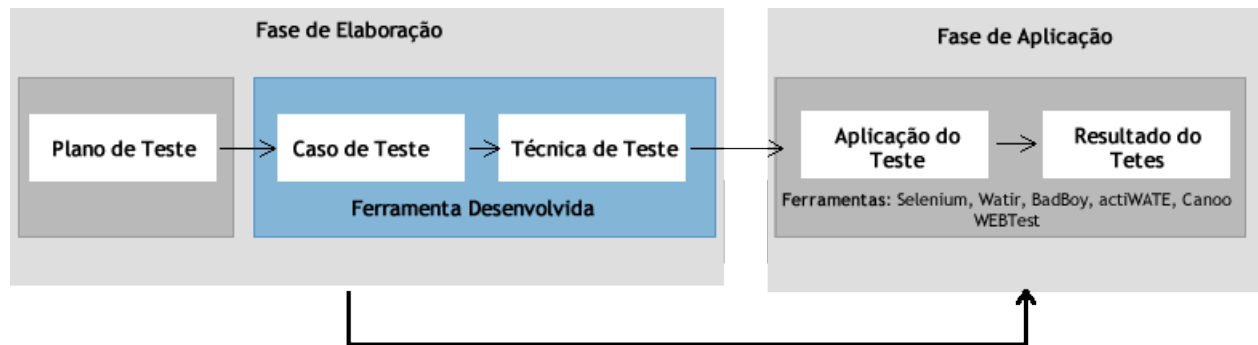 Fase de Elaboração
Plano de Teste
Caso de Teste
Técnica de Teste
Ferramenta Desenvolvida
Fase de Aplicação
Aplicação do
Teste
Resultado do
Tetes
Ferramentas: Selenium, Watir, BadBoy, actiWATE, Canoo
WEBTest